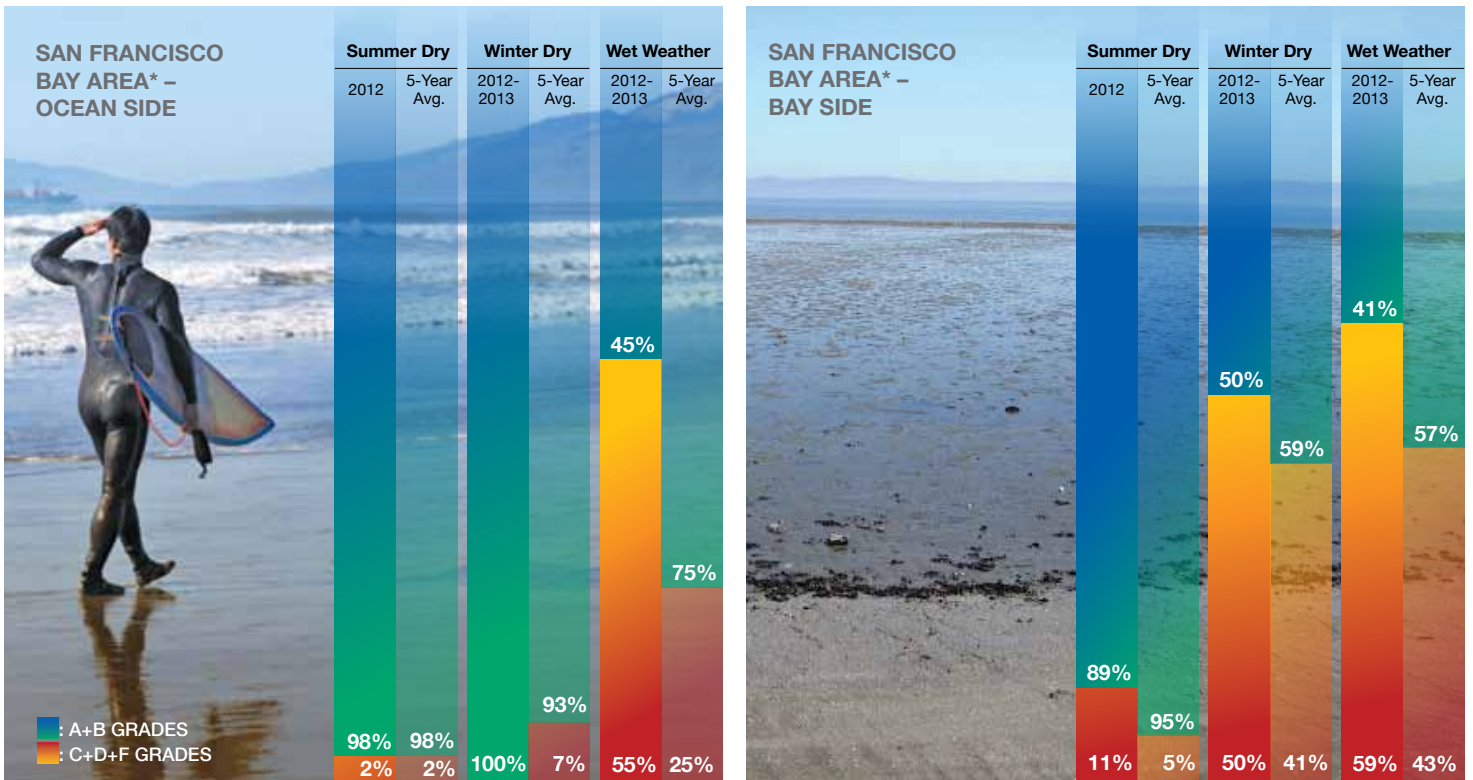 SAN FRANCISCO
BAY AREA* –
OCEAN SIDE
Summer Dry Winter Dry Wet Weather
2012 5-Year Avg. 2012-2013 5-Year Avg. 2012-2013 5-Year Avg.
45%
75%
93%
98% 98%
2% 2% 100% 7% 55% 25%
: A+B GRADES
: C+D+F GRADES
SAN FRANCISCO
BAY AREA* –
BAY SIDE
Summer Dry Winter Dry Wet Weather
2012 5-Year Avg. 2012-2013 5-Year Avg. 2012-2013 5-Year Avg.
41%
50%
57%
59%
89%
95%
11% 5% 50% 41% 59% 43%